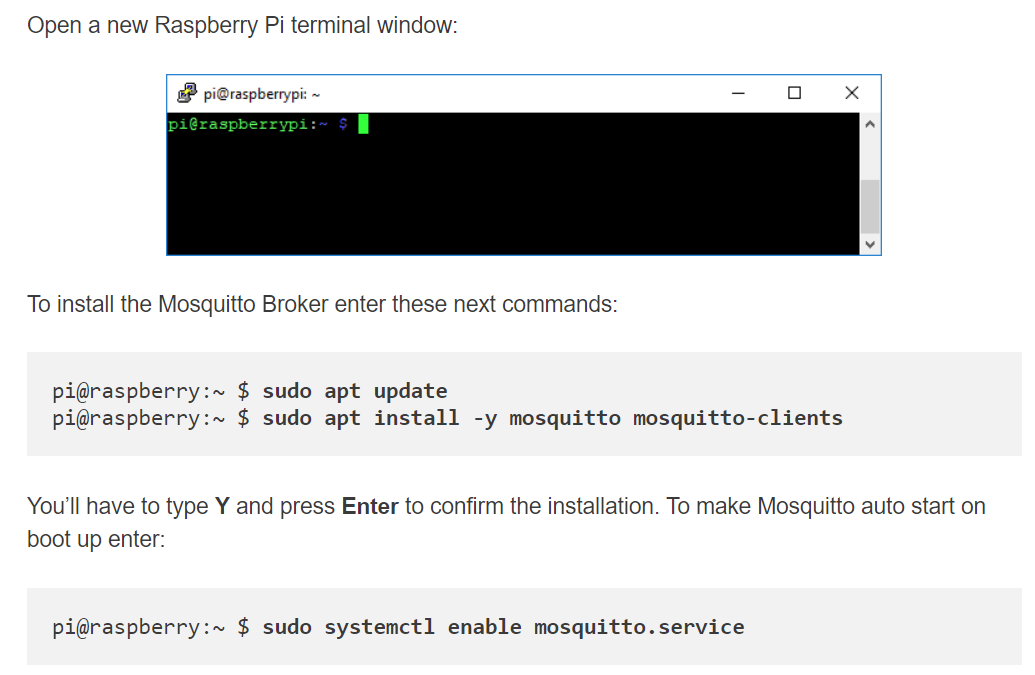 Open a new Raspberry Pi terminal window:
pi@raspberrypi: ~
pi@raspberrypi:~ $
To install the Mosquitto Broker enter these next commands:
pi@raspberry:~ $ sudo apt update
pi@raspberry:~ $ sudo apt install -y mosquitto mosquitto-clients
You’ll have to type Y and press Enter to confirm the installation. To make Mosquitto auto start on
boot up enter:
pi@raspberry:~ $ sudo systemctl enable mosquitto.service